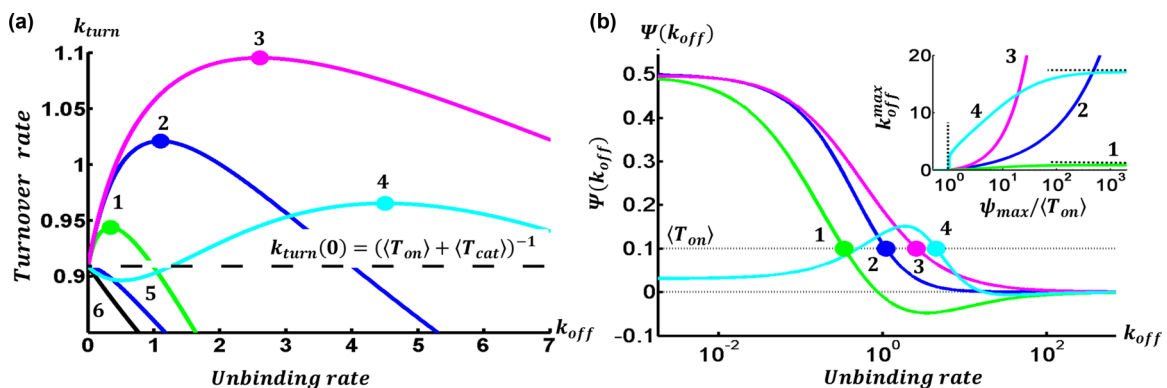 (a)
k_turn
1.1
1.05
1
0.95
0.9
Turnover rate
1
2
3
4
5
6
k_turn(0) = (⟨T_on⟩ + ⟨T_cat⟩)^-1
0 1 2 3 4 5 6 7
k_off
Unbinding rate
(b)
Ψ(k_off)
0.5
0.4
0.3
0.2
⟨T_on⟩
0.1
0
-0.1
Ψ(k_off)
1
2
3
4
10^-2 10^0 10^2
k_off
Unbinding rate
20
10
0
k_off^max
3
4
2
1
10^0 10^1 10^2 10^3
ψ_max/⟨T_on⟩